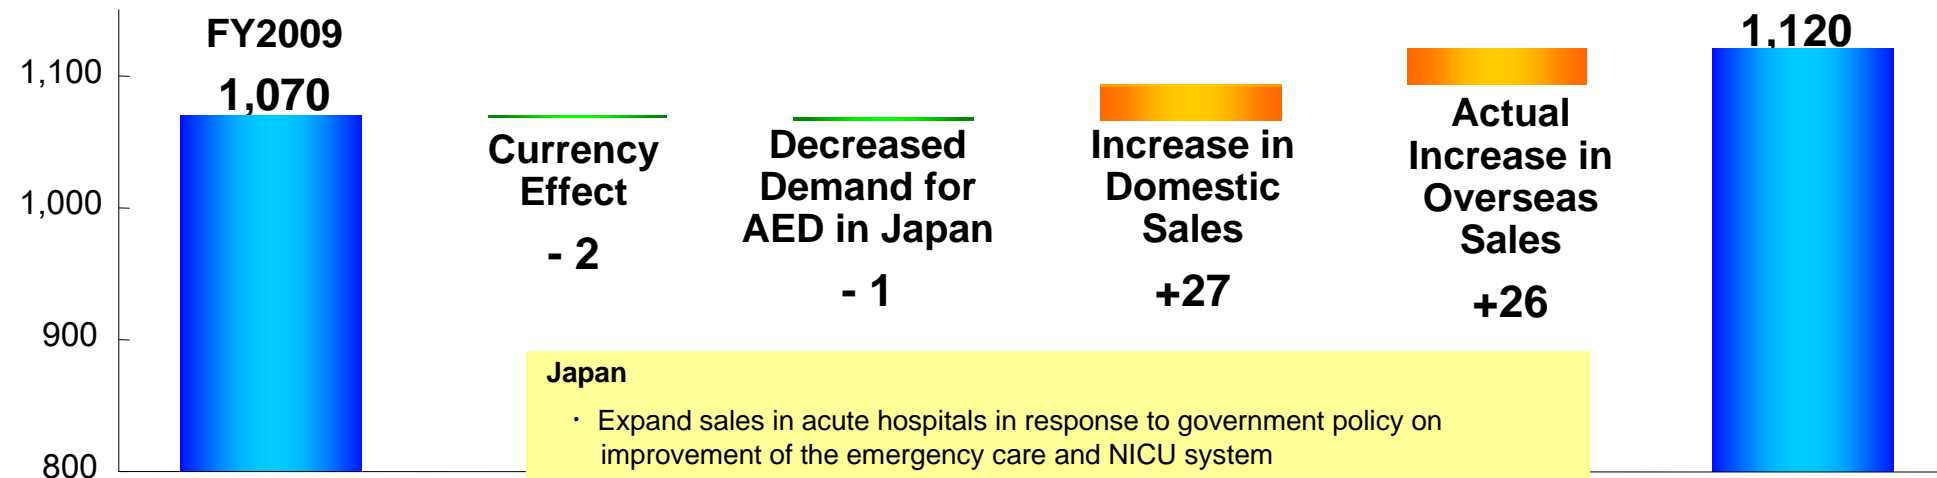 FY2009
1,070
1,120
1,100
1,000
900
800
Currency
Effect
- 2
Decreased
Demand for
AED in Japan
- 1
Increase in
Domestic
Sales
+27
Actual
Increase in
Overseas
Sales
+26
Japan
・ Expand sales in acute hospitals in response to government policy on
improvement of the emergency care and NICU system